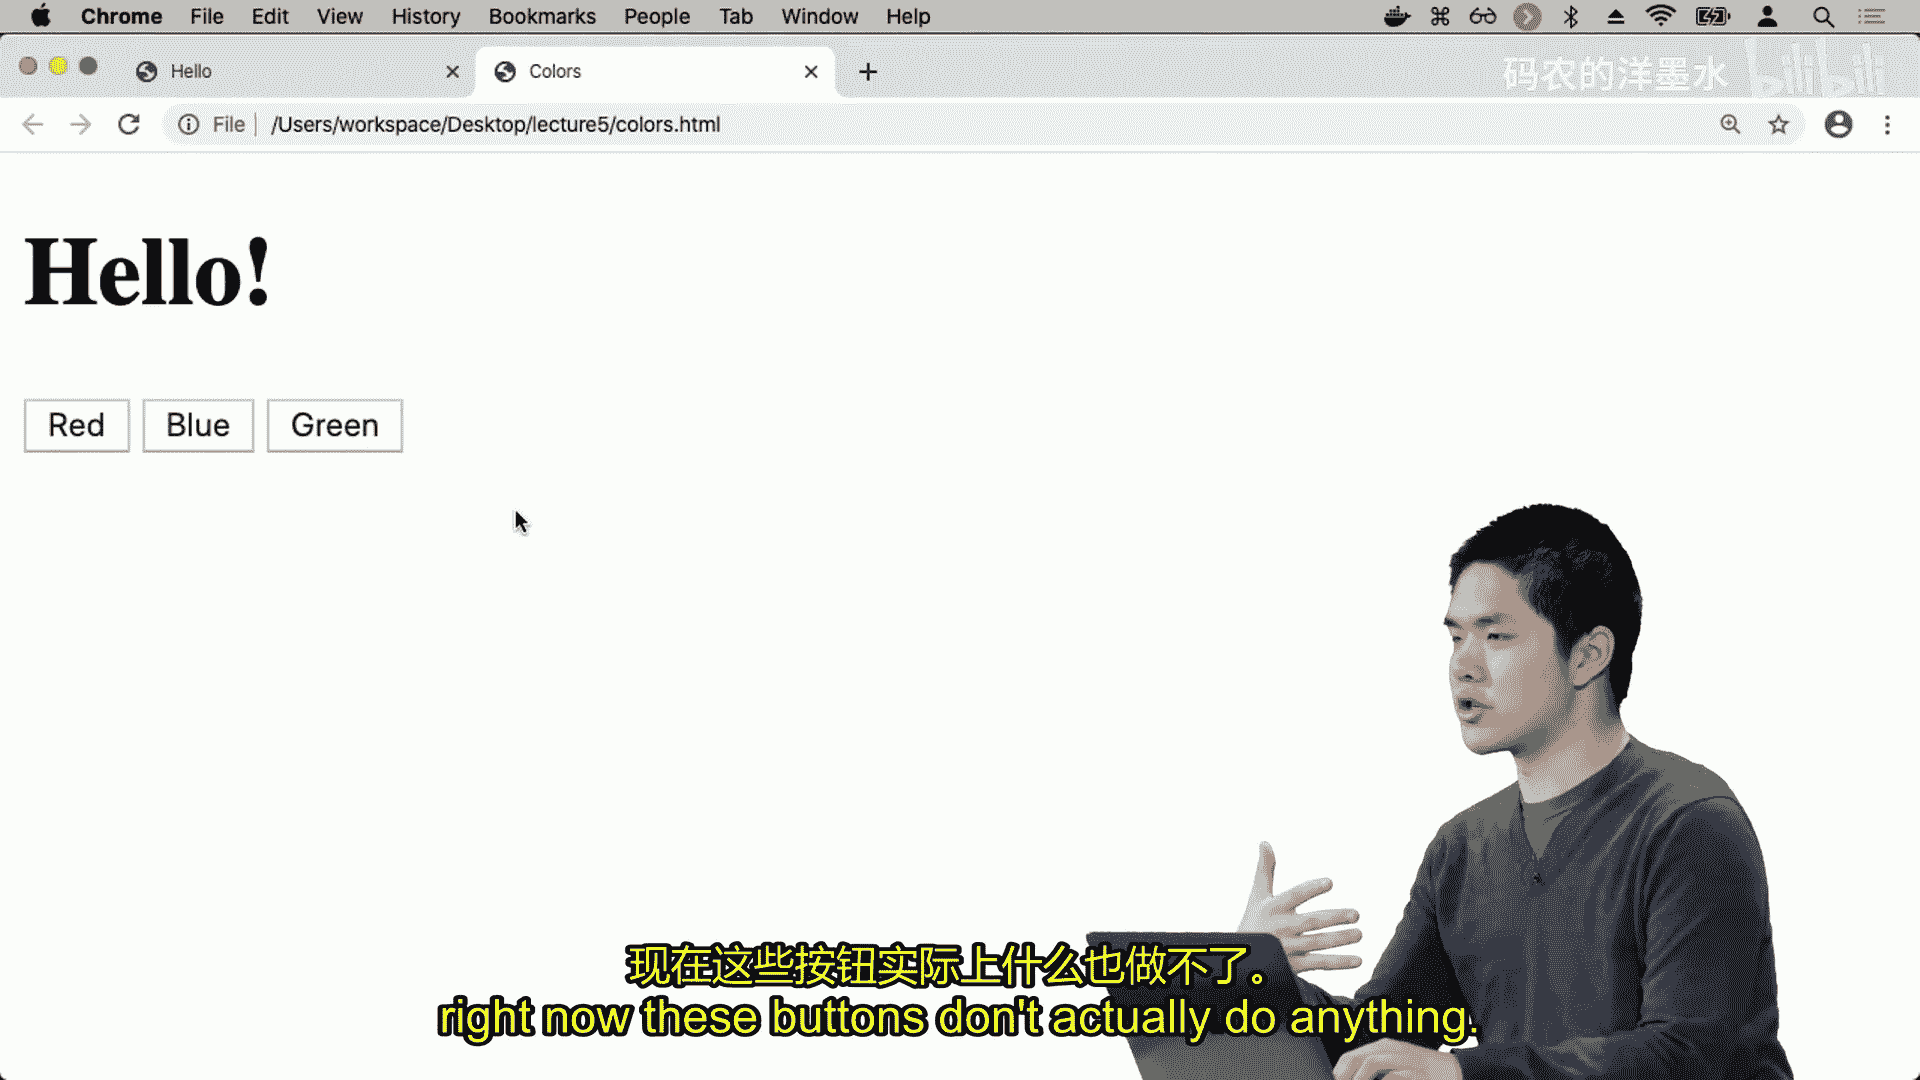 Chrome File Edit View History Bookmarks People Tab Window Help
Hello Colors
码农的洋墨水 bilibili
File /Users/workspace/Desktop/lecture5/colors.html
Hello!
Red Blue Green
现在这些按钮实际上什么也做不了。
right now these buttons don't actually do anything.